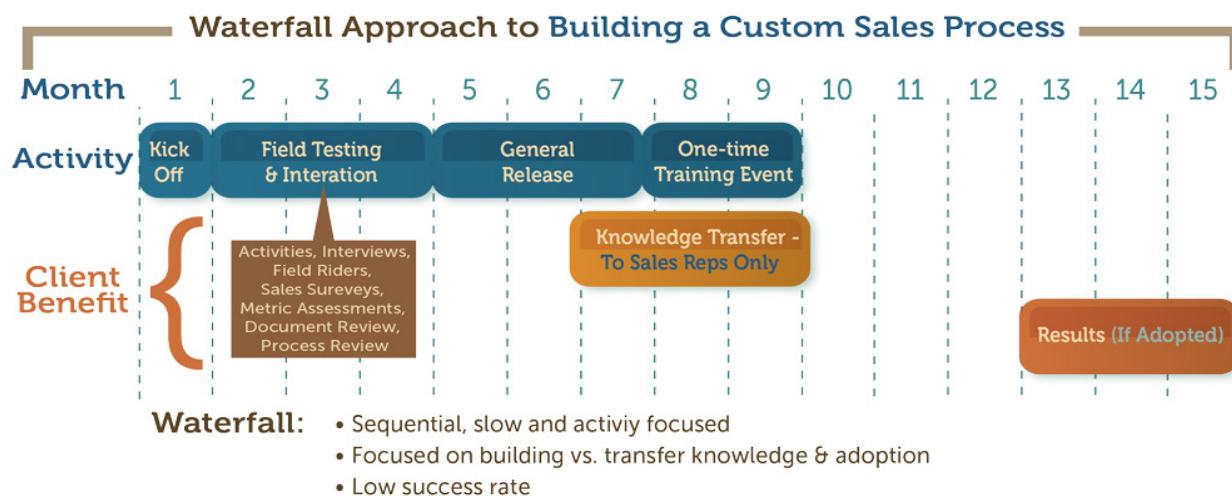 Waterfall Approach to Building a Custom Sales Process
Month 1 2 3 4 5 6 7 8 9 10 11 12 13 14 15
Activity
Kick
Off
Field Testing
& Interation
General
Release
One-time
Training Event
Client
Benefit
Activities, Interviews,
Field Riders,
Sales Sureveys,
Metric Assessments,
Document Review,
Process Review
Knowledge Transfer -
To Sales Reps Only
Results (If Adopted)
Waterfall:
• Sequential, slow and activiy focused
• Focused on building vs. transfer knowledge & adoption
• Low success rate